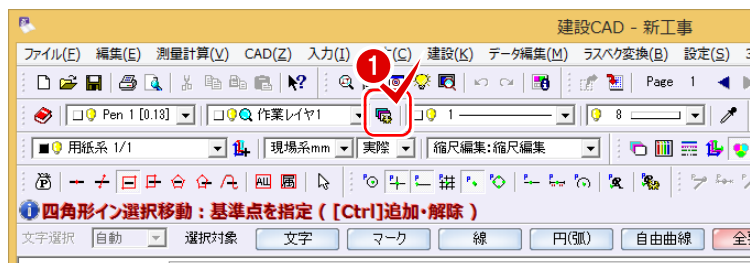 建設CAD - 新工事
ファイル(F) 編集(E) 測量計算(V) CAD(Z) 入力(I) (C) 建設(K) データ編集(M) ラスベク変換(B) 設定(S)
1
Page 1
Pen 1 [0.13] 作業レイヤ1 1 8
用紙系 1/1 現場系mm 実際 縮尺編集:縮尺編集
四角形イン選択移動：基準点を指定 ( [Ctrl]追加・解除 )
文字選択 自動 選択対象 文字 マーク 線 円(弧) 自由曲線